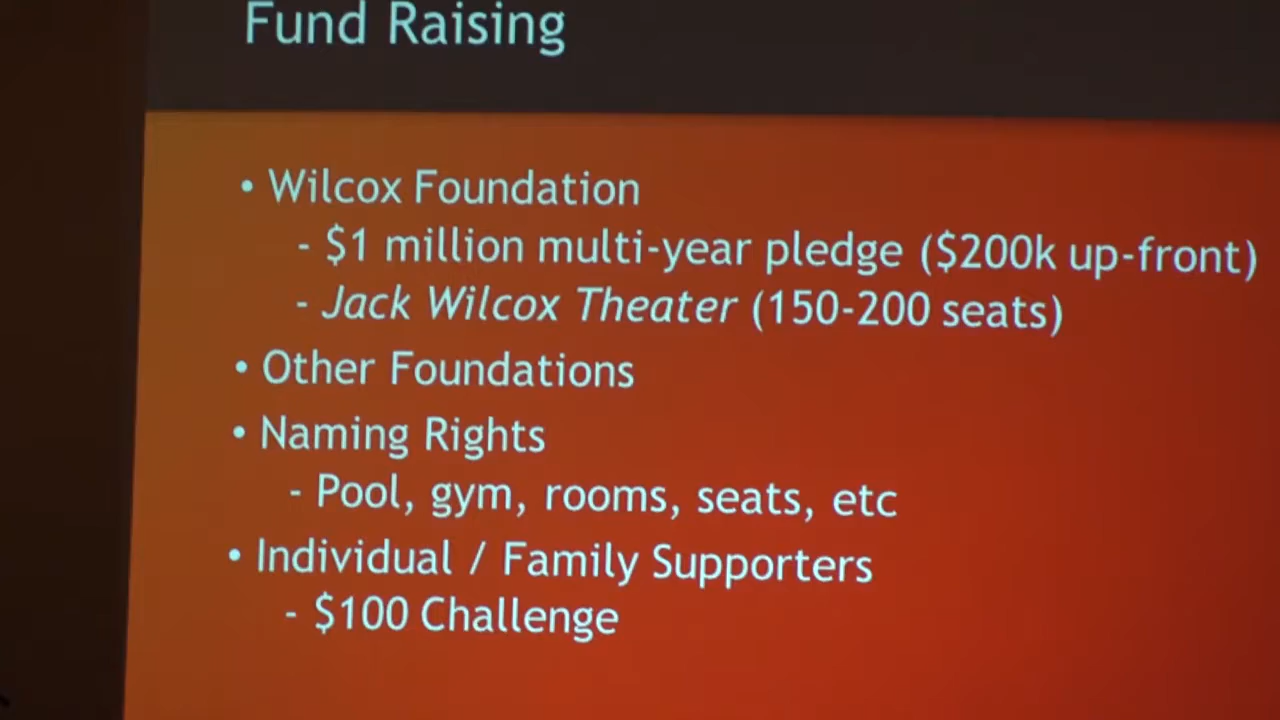 Fund Raising
• Wilcox Foundation
- $1 million multi-year pledge ($200k up-front)
- Jack Wilcox Theater (150-200 seats)
• Other Foundations
• Naming Rights
- Pool, gym, rooms, seats, etc
• Individual / Family Supporters
- $100 Challenge